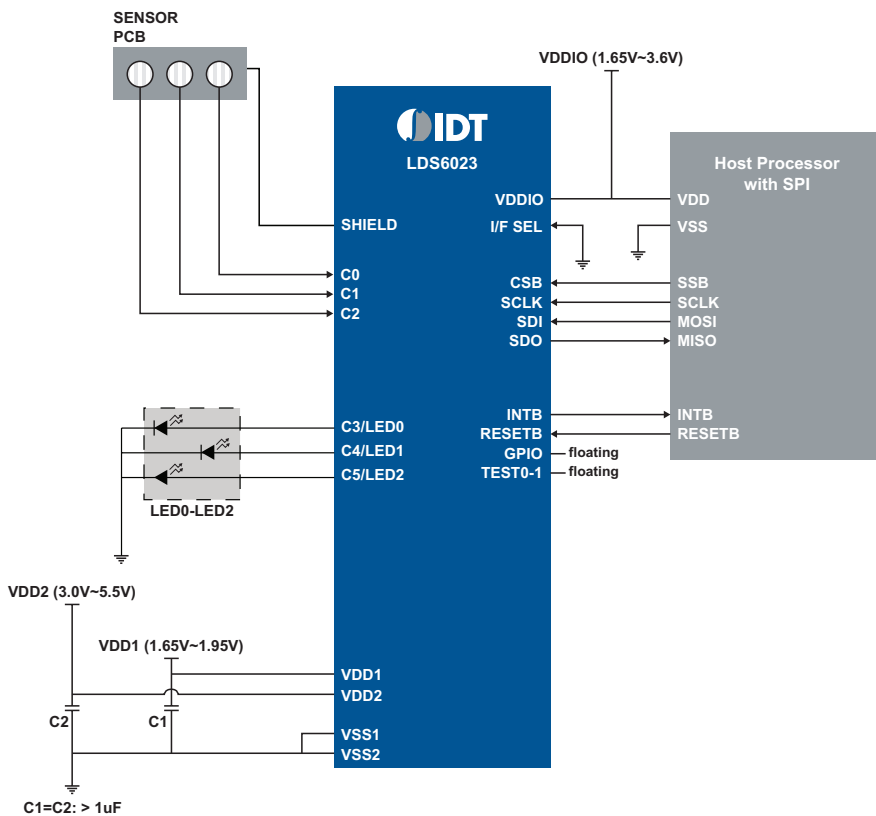 SENSOR
PCB
VDDIO (1.65V~3.6V)
IDT
LDS6023
Host Processor
with SPI
VDDIO
VDD
SHIELD
I/F SEL
VSS
C0
C1
C2
CSB
SSB
SCLK
SCLK
SDI
MOSI
SDO
MISO
C3/LED0
C4/LED1
C5/LED2
INTB
INTB
RESETB
RESETB
GPIO
floating
TEST0-1
floating
LED0-LED2
VDD2 (3.0V~5.5V)
VDD1 (1.65V~1.95V)
VDD1
VDD2
C2
C1
VSS1
VSS2
C1=C2: > 1uF